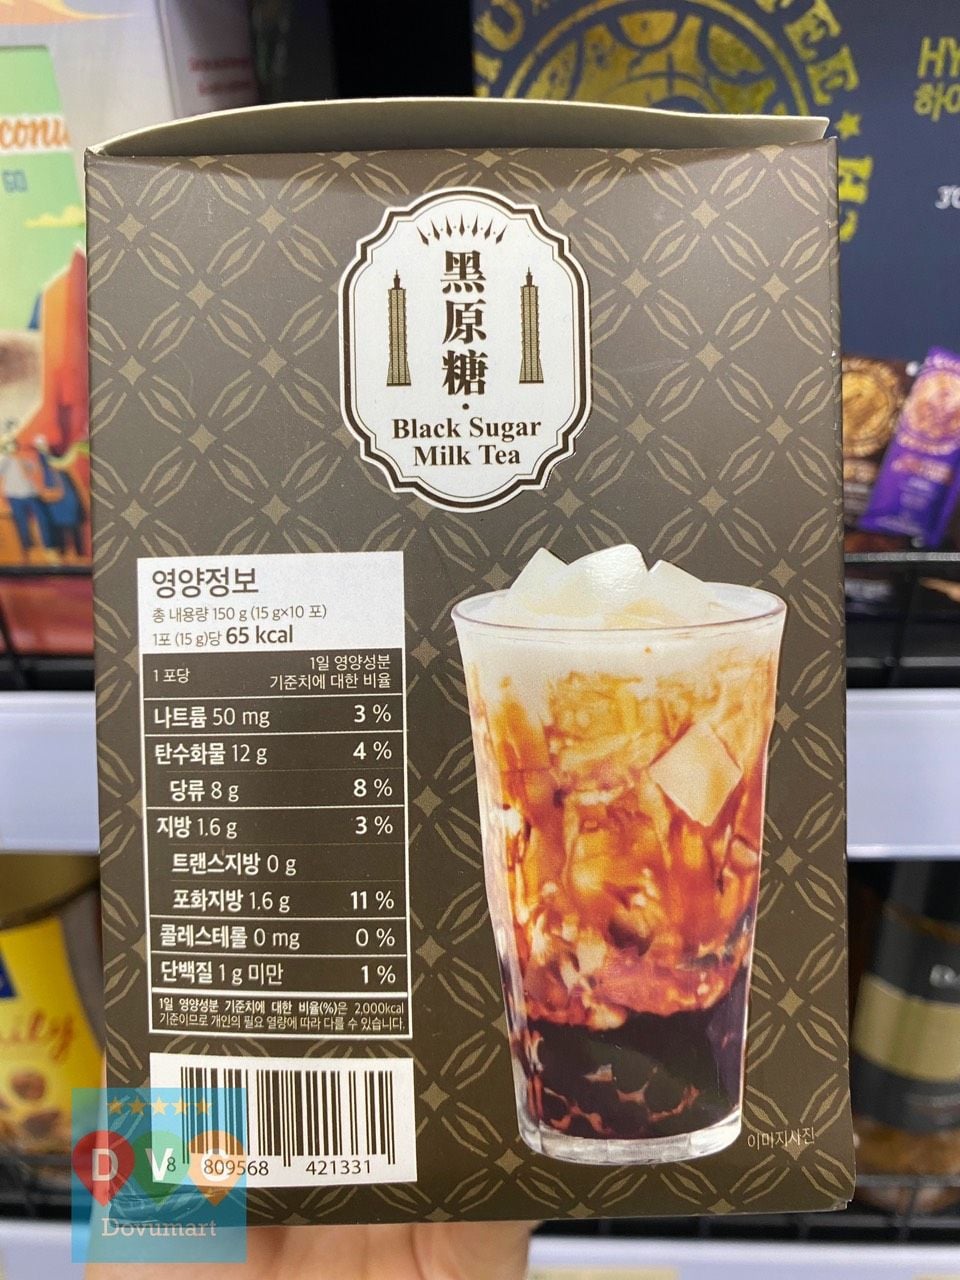 conu
GO
HY
하이
黑
原
糖
Black Sugar
Milk Tea
영양정보
총 내용량 150 g (15 g×10 포)
1포 (15 g)당 65 kcal
1 포당
1일 영양성분
기준치에 대한 비율
나트륨 50 mg 3 %
탄수화물 12 g 4 %
당류 8 g 8 %
지방 1.6 g 3 %
트랜스지방 0 g
포화지방 1.6 g 11 %
콜레스테롤 0 mg 0 %
단백질 1 g 미만 1 %
1일 영양성분 기준치에 대한 비율(%)은 2,000kcal
기준이므로 개인의 필요 열량에 따라 다를 수 있습니다.
8 809568 421331
이미지사진
DVC
Dovumart